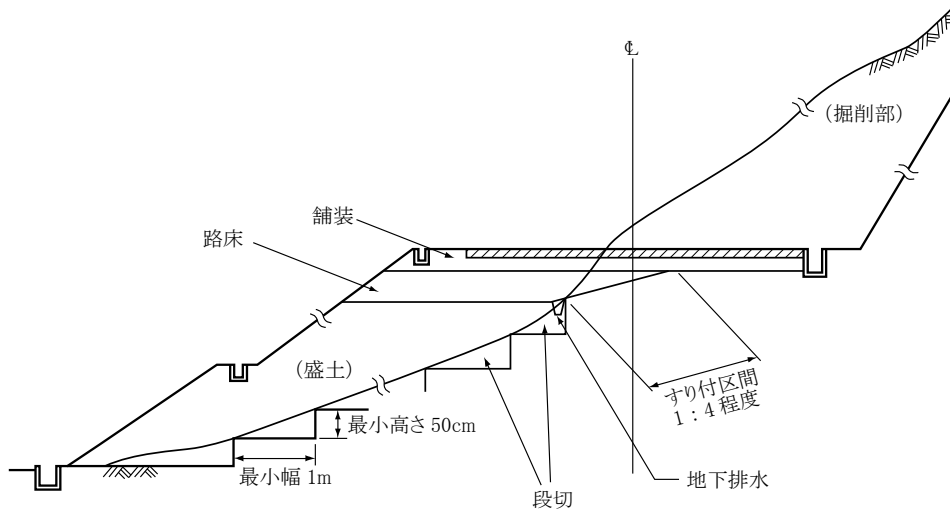 ℄
(掘削部)
舗装
路床
(盛土)
すり付区間
1:4程度
最小高さ 50cm
最小幅 1m
地下排水
段切